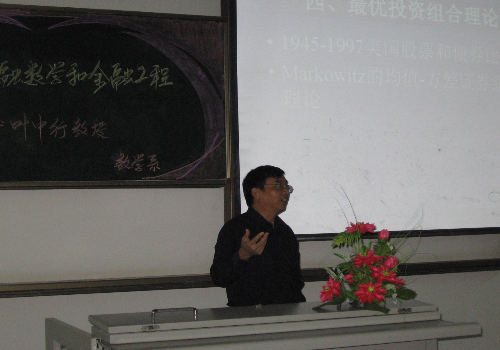 融数学和金融工程
叶中行教授
数学系
四、最优投资组合理论
• 1945-1997美国股票和债券
• Markowitz的均值-方差
理论